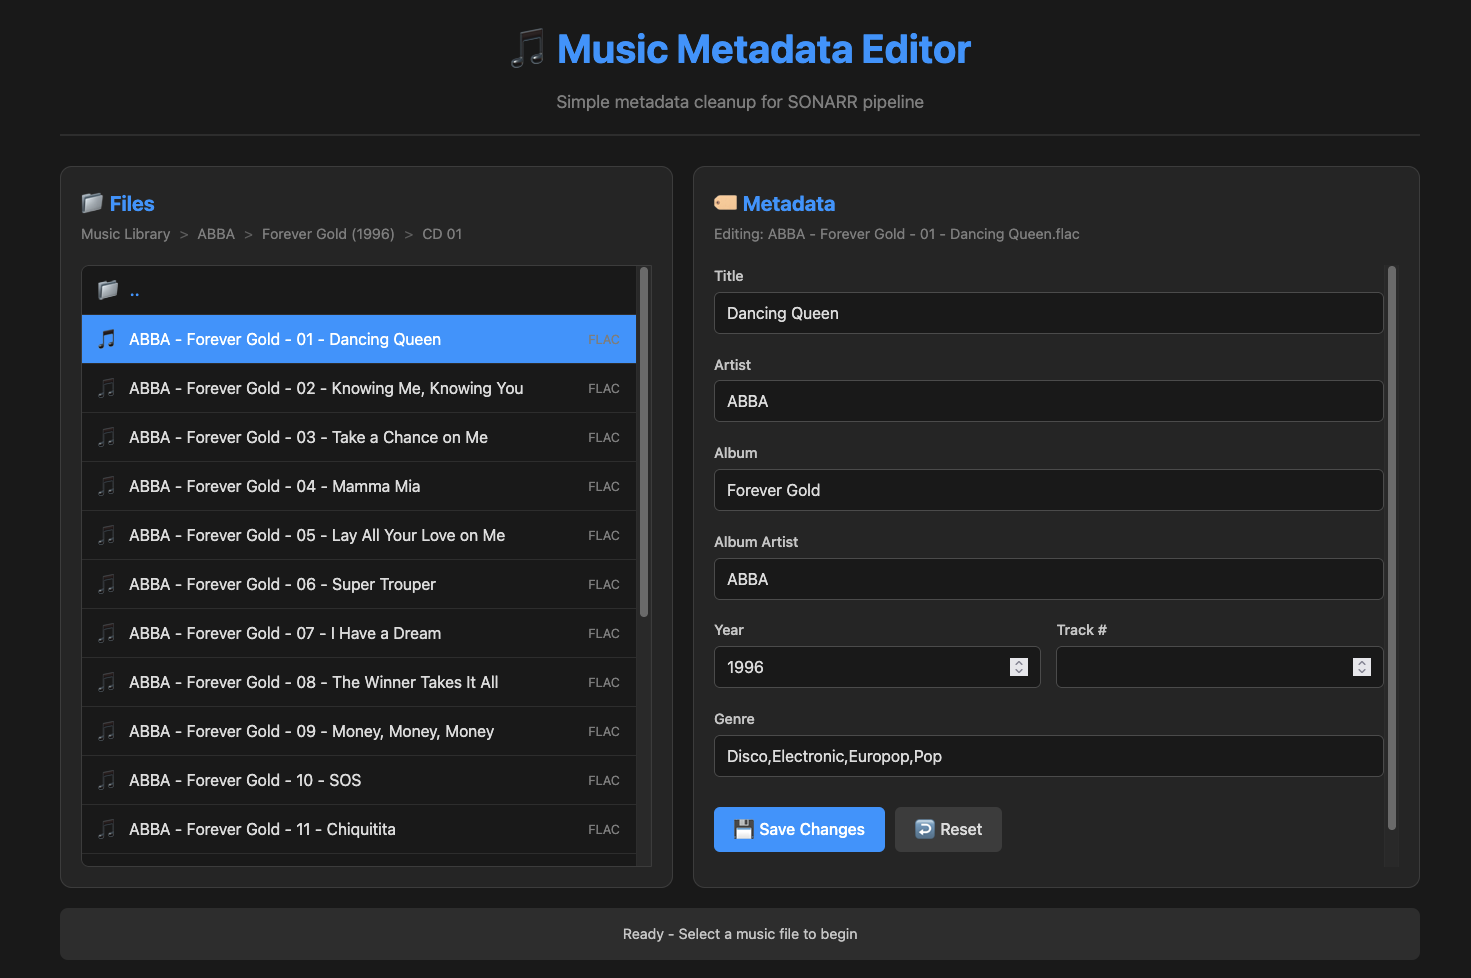 Music Metadata Editor
Simple metadata cleanup for SONARR pipeline
Files
Music Library > ABBA > Forever Gold (1996) > CD 01
..
ABBA - Forever Gold - 01 - Dancing Queen FLAC
ABBA - Forever Gold - 02 - Knowing Me, Knowing You FLAC
ABBA - Forever Gold - 03 - Take a Chance on Me FLAC
ABBA - Forever Gold - 04 - Mamma Mia FLAC
ABBA - Forever Gold - 05 - Lay All Your Love on Me FLAC
ABBA - Forever Gold - 06 - Super Trouper FLAC
ABBA - Forever Gold - 07 - I Have a Dream FLAC
ABBA - Forever Gold - 08 - The Winner Takes It All FLAC
ABBA - Forever Gold - 09 - Money, Money, Money FLAC
ABBA - Forever Gold - 10 - SOS FLAC
ABBA - Forever Gold - 11 - Chiquitita FLAC
Metadata
Editing: ABBA - Forever Gold - 01 - Dancing Queen.flac
Title
Dancing Queen
Artist
ABBA
Album
Forever Gold
Album Artist
ABBA
Year Track #
1996
Genre
Disco,Electronic,Europop,Pop
Save Changes Reset
Ready - Select a music file to begin